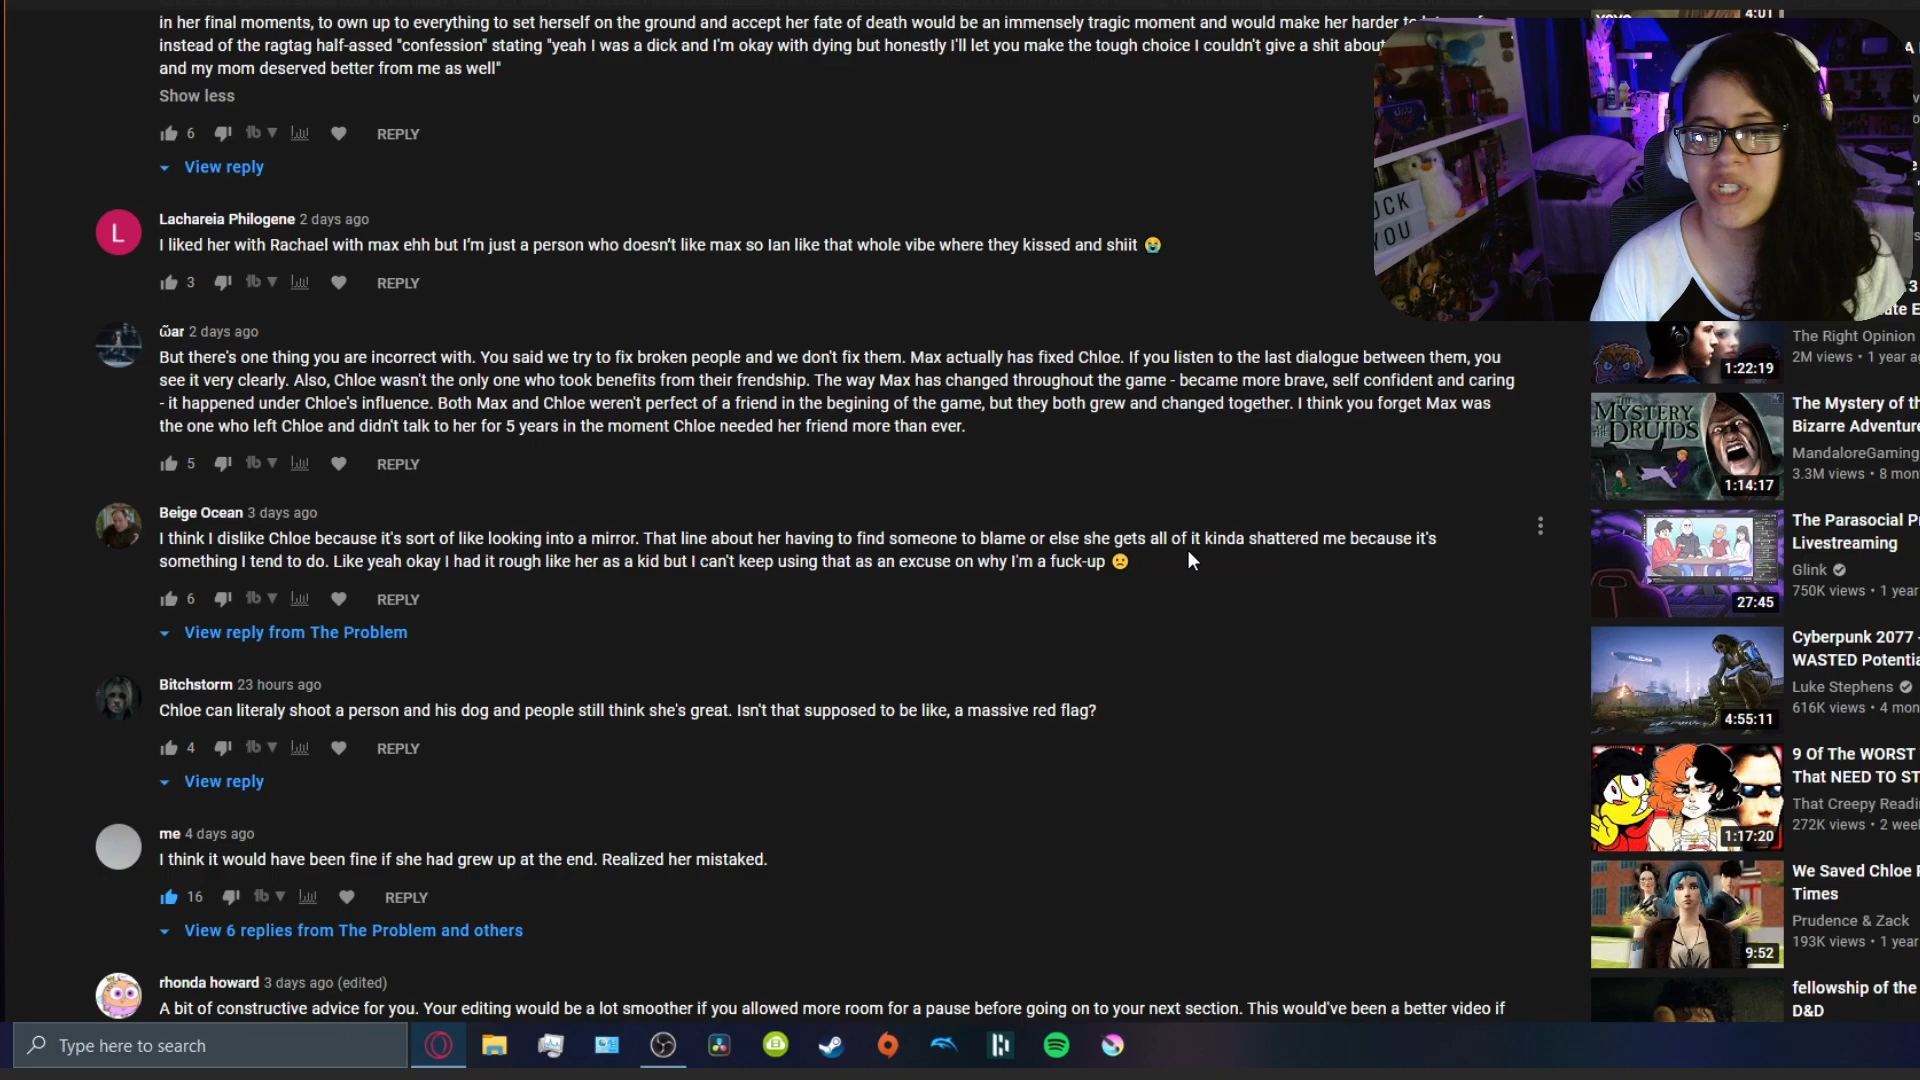 in her final moments, to own up to everything to set herself on the ground and accept her fate of death would be an immensely tragic moment and would make her harder to
instead of the ragtag half-assed "confession" stating "yeah I was a dick and I'm okay with dying but honestly I'll let you make the tough choice I couldn't give a shit about
and my mom deserved better from me as well"
Show less
6 REPLY
View reply
Lachareia Philogene 2 days ago
I liked her with Rachael with max ehh but I'm just a person who doesn't like max so Ian like that whole vibe where they kissed and shiit 😭
3 REPLY
ῶar 2 days ago
But there's one thing you are incorrect with. You said we try to fix broken people and we don't fix them. Max actually has fixed Chloe. If you listen to the last dialogue between them, you
see it very clearly. Also, Chloe wasn't the only one who took benefits from their frendship. The way Max has changed throughout the game - became more brave, self confident and caring
- it happened under Chloe's influence. Both Max and Chloe weren't perfect of a friend in the begining of the game, but they both grew and changed together. I think you forget Max was
the one who left Chloe and didn't talk to her for 5 years in the moment Chloe needed her friend more than ever.
5 REPLY
Beige Ocean 3 days ago
I think I dislike Chloe because it's sort of like looking into a mirror. That line about her having to find someone to blame or else she gets all of it kinda shattered me because it's
something I tend to do. Like yeah okay I had it rough like her as a kid but I can't keep using that as an excuse on why I'm a fuck-up 🙁
6 REPLY
View reply from The Problem
Bitchstorm 23 hours ago
Chloe can literaly shoot a person and his dog and people still think she's great. Isn't that supposed to be like, a massive red flag?
4 REPLY
View reply
me 4 days ago
I think it would have been fine if she had grew up at the end. Realized her mistaked.
16 REPLY
View 6 replies from The Problem and others
rhonda howard 3 days ago (edited)
A bit of constructive advice for you. Your editing would be a lot smoother if you allowed more room for a pause before going on to your next section. This would've been a better video if
L
Type here to search
4:01
UCK
YOU
The Right Opinion
2M views • 1 year a
1:22:19
MYSTERY
OF THE
DRUIDS
1:14:17
The Mystery of th
Bizarre Adventure
MandaloreGaming
3.3M views • 8 mon
27:45
The Parasocial P
Livestreaming
Glink
750K views • 1 year
4:55:11
Cyberpunk 2077 -
WASTED Potentia
Luke Stephens
616K views • 4 mon
1:17:20
9 Of The WORST
That NEED TO ST
That Creepy Readi
272K views • 2 wee
9:52
We Saved Chloe P
Times
Prudence & Zack
193K views • 1 year
fellowship of the
D&D